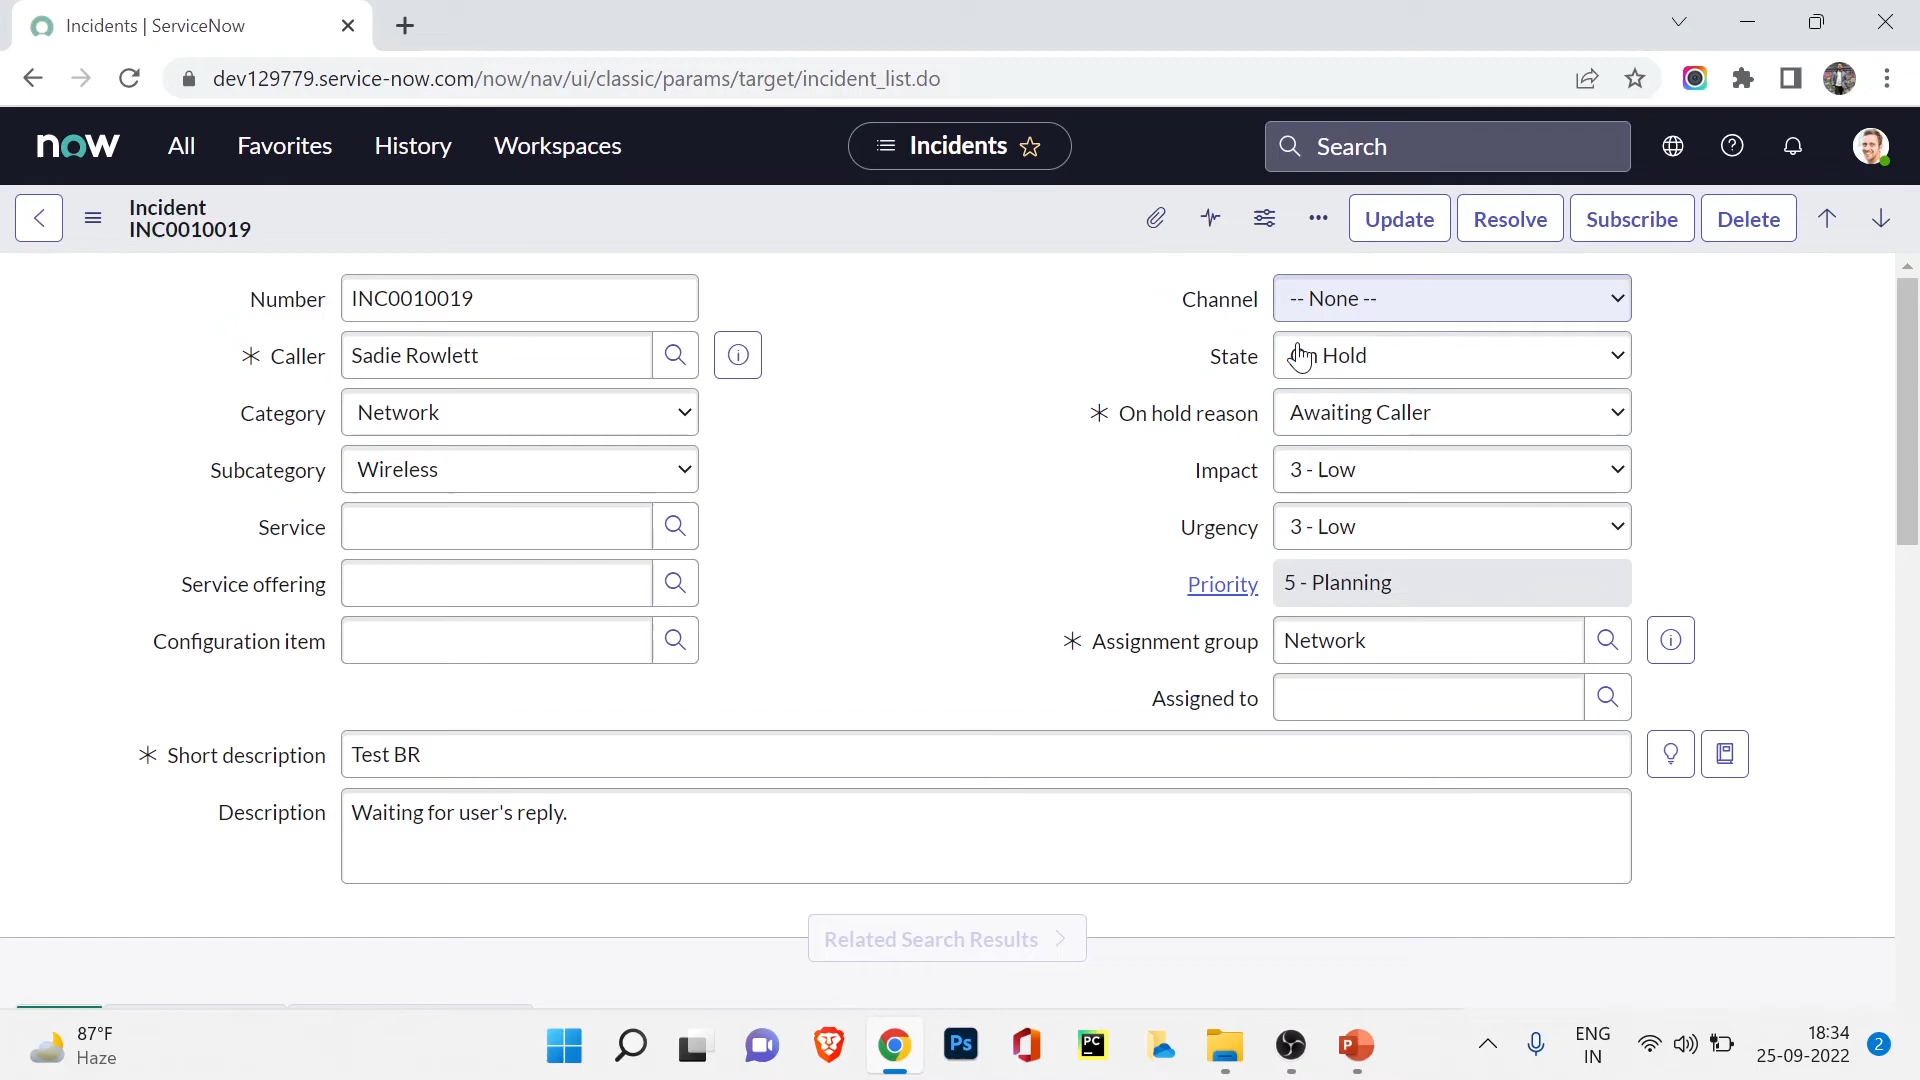 Incidents | ServiceNow
dev129779.service-now.com/now/nav/ui/classic/params/target/incident_list.do
now All Favorites History Workspaces Incidents Search
Incident
INC0010019
Update Resolve Subscribe Delete
Number INC0010019 Channel -- None --
* Caller Sadie Rowlett State Hold
Category Network * On hold reason Awaiting Caller
Subcategory Wireless Impact 3 - Low
Service Urgency 3 - Low
Service offering Priority 5 - Planning
Configuration item * Assignment group Network
Assigned to
* Short description Test BR
Description Waiting for user's reply.
Related Search Results
87°F
Haze
Ps
PC
P
ENG
IN
18:34
25-09-2022
2